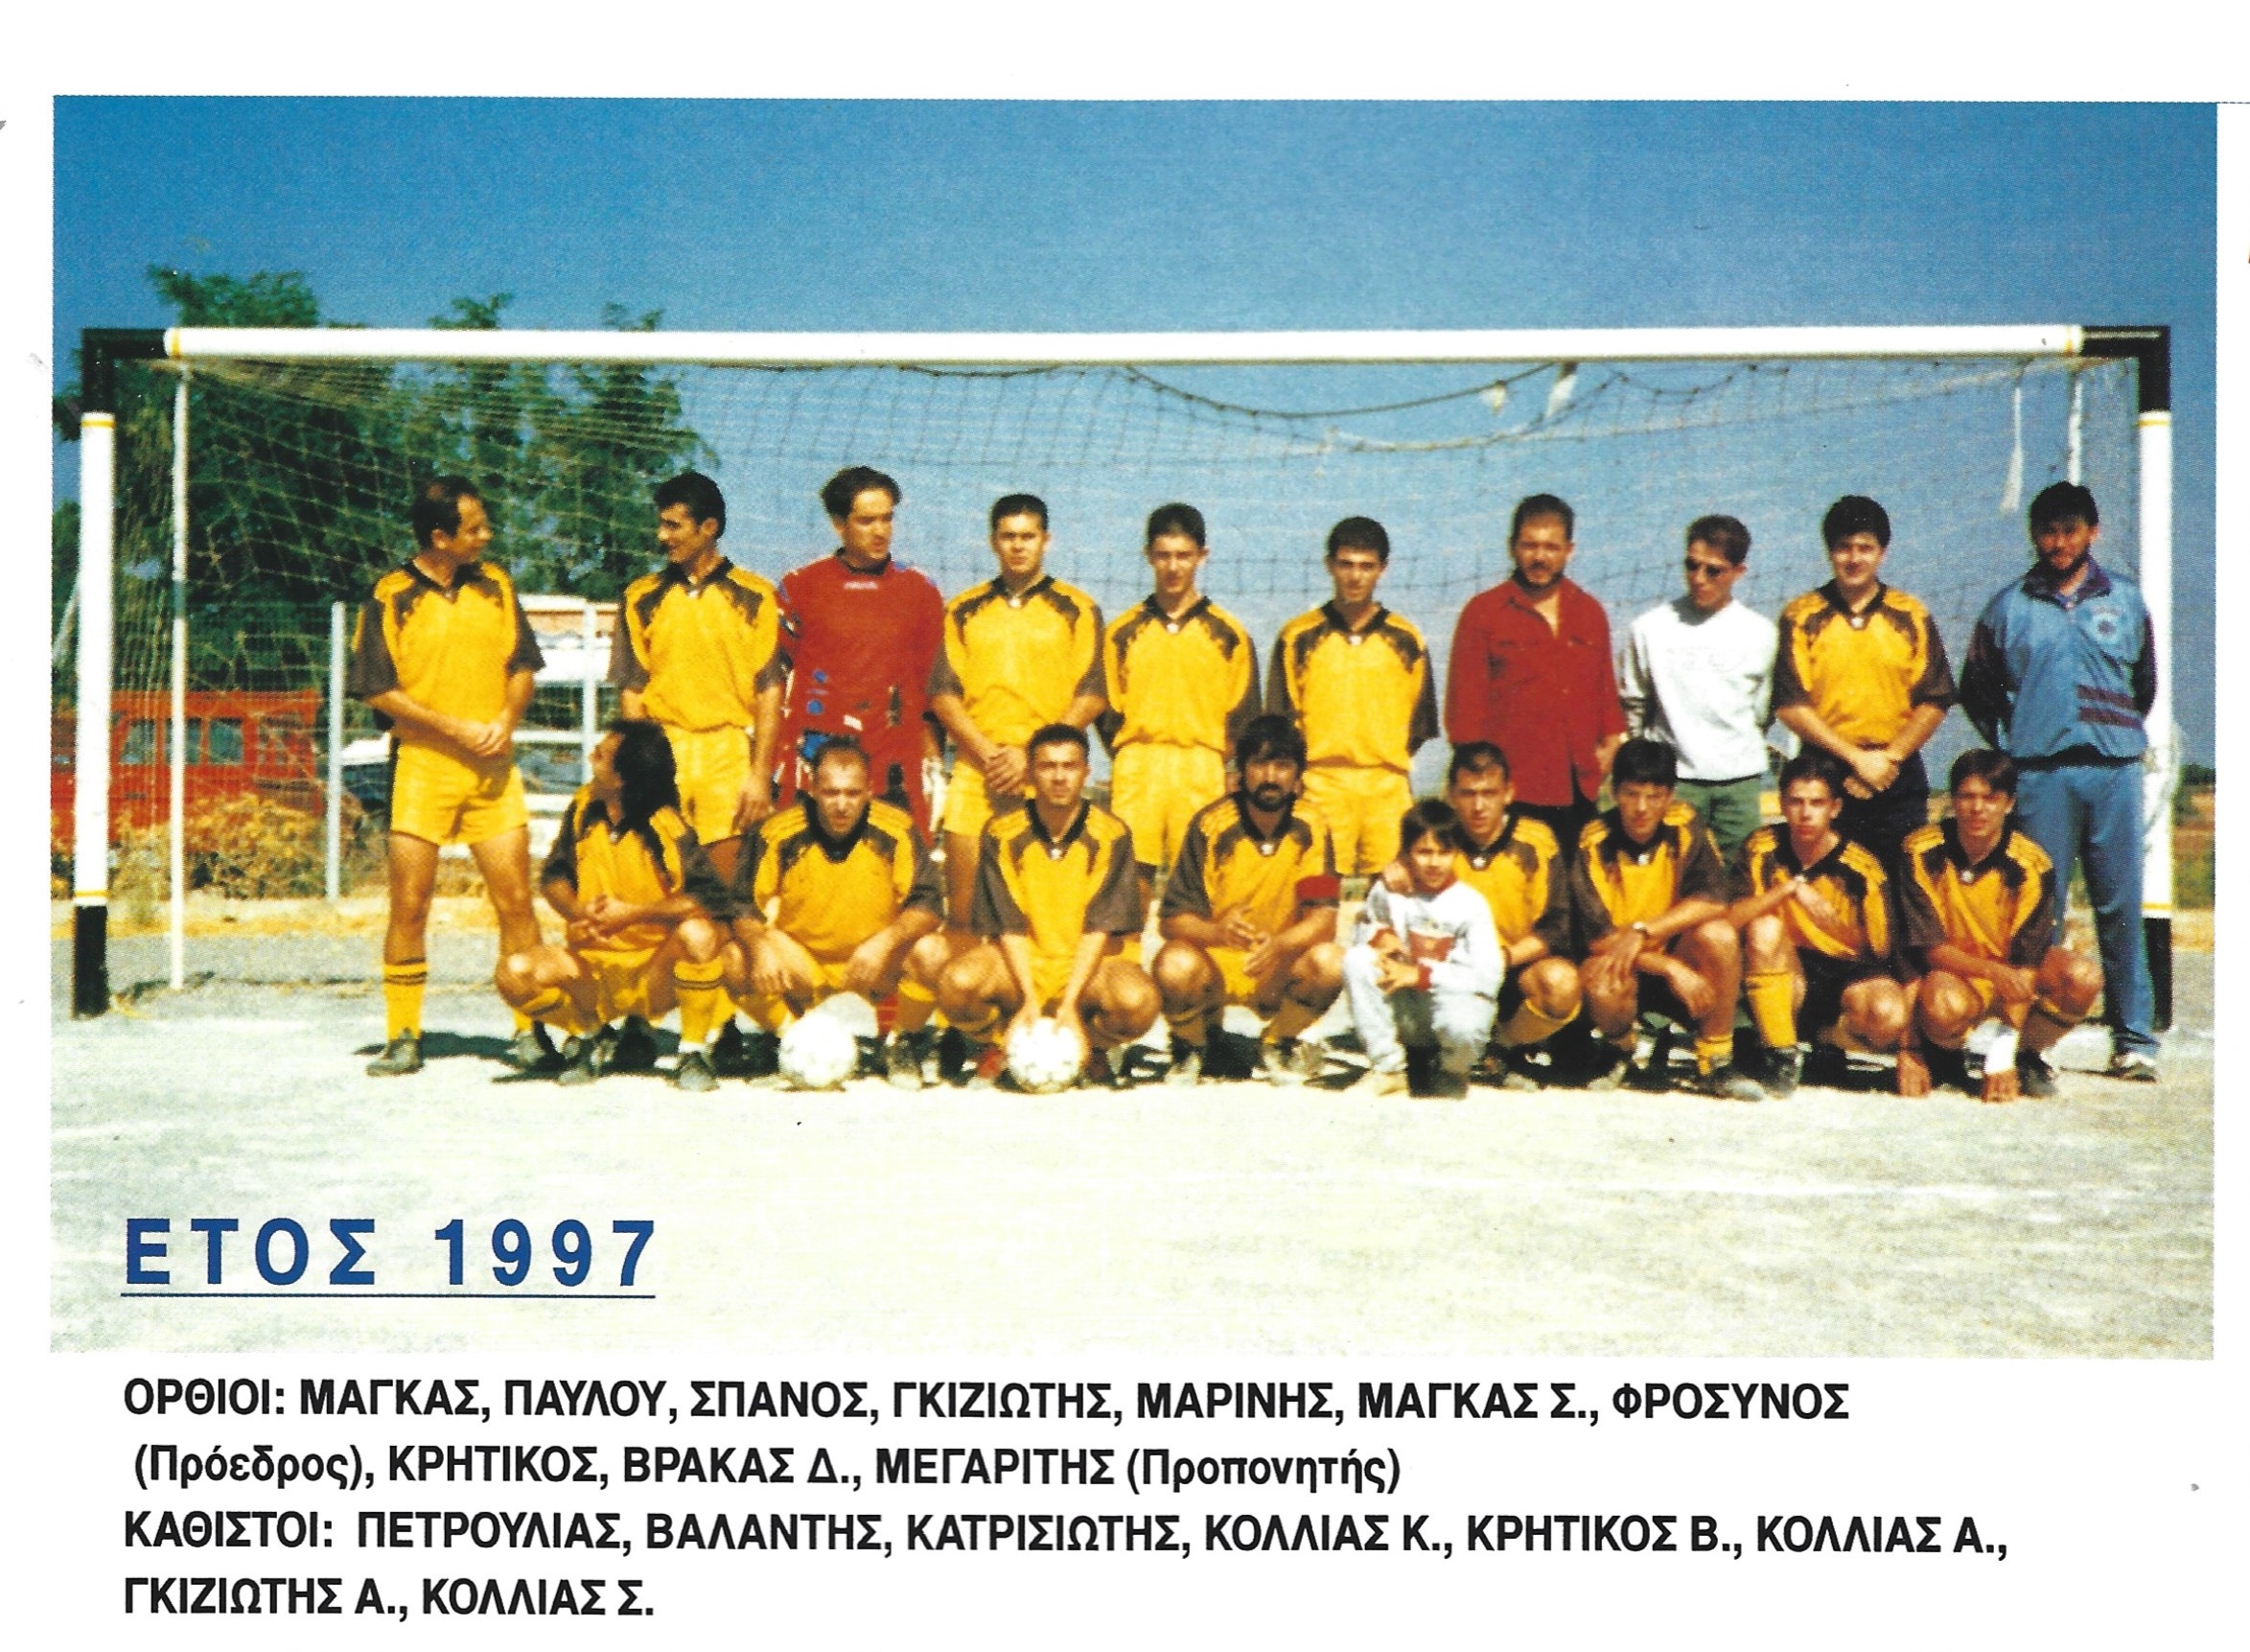 ΕΤΟΣ 1997
ΟΡΘΙΟΙ: ΜΑΓΚΑΣ, ΠΑΥΛΟΥ, ΣΠΑΝΟΣ, ΓΚΙΖΙΩΤΗΣ, ΜΑΡΙΝΗΣ, ΜΑΓΚΑΣ Σ., ΦΡΟΣΥΝΟΣ
(Πρόεδρος), ΚΡΗΤΙΚΟΣ, ΒΡΑΚΑΣ Δ., ΜΕΓΑΡΙΤΗΣ (Προπονητής)
ΚΑΘΙΣΤΟΙ: ΠΕΤΡΟΥΛΙΑΣ, ΒΑΛΑΝΤΗΣ, ΚΑΤΡΙΣΙΩΤΗΣ, ΚΟΛΛΙΑΣ Κ., ΚΡΗΤΙΚΟΣ Β., ΚΟΛΛΙΑΣ Α.,
ΓΚΙΖΙΩΤΗΣ Α., ΚΟΛΛΙΑΣ Σ.